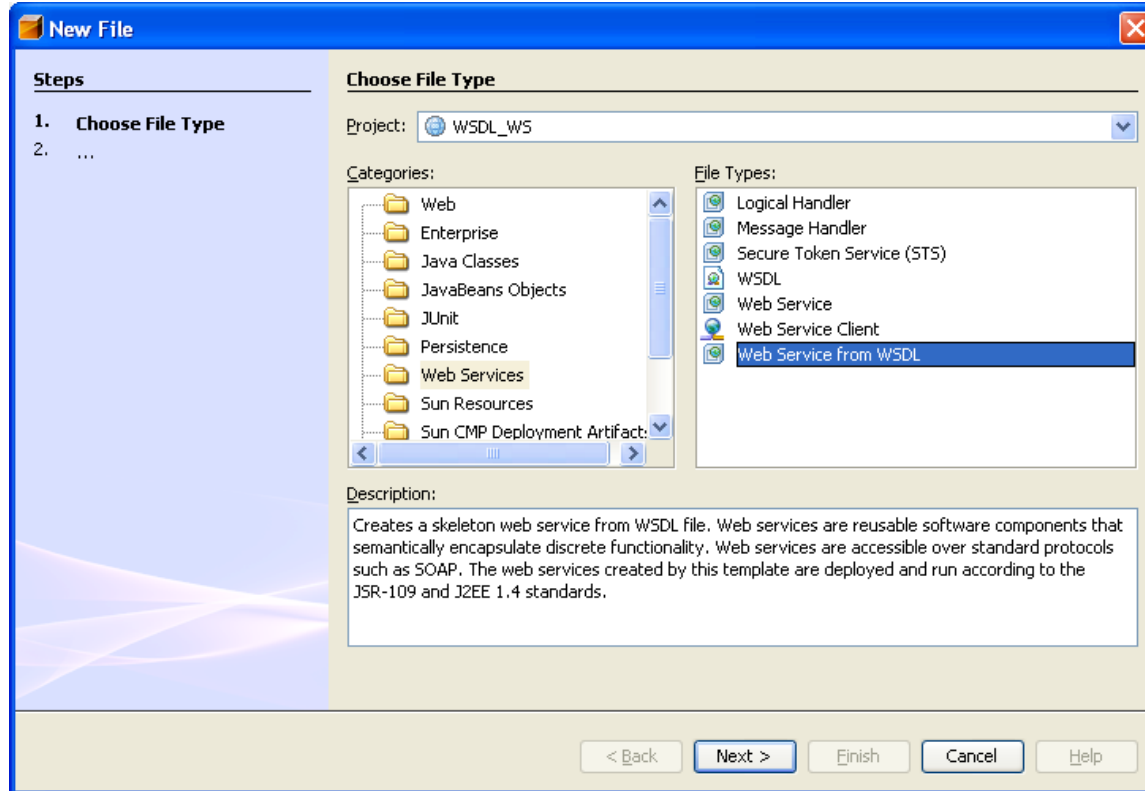 New File
Steps
1. Choose File Type
2. ...
Choose File Type
Project: WSDL_WS
Categories:
Web
Enterprise
Java Classes
JavaBeans Objects
JUnit
Persistence
Web Services
Sun Resources
Sun CMP Deployment Artifact:
File Types:
Logical Handler
Message Handler
Secure Token Service (STS)
WSDL
Web Service
Web Service Client
Web Service from WSDL
Description:
Creates a skeleton web service from WSDL file. Web services are reusable software components that
semantically encapsulate discrete functionality. Web services are accessible over standard protocols
such as SOAP. The web services created by this template are deployed and run according to the
JSR-109 and J2EE 1.4 standards.
< Back Next > Finish Cancel Help